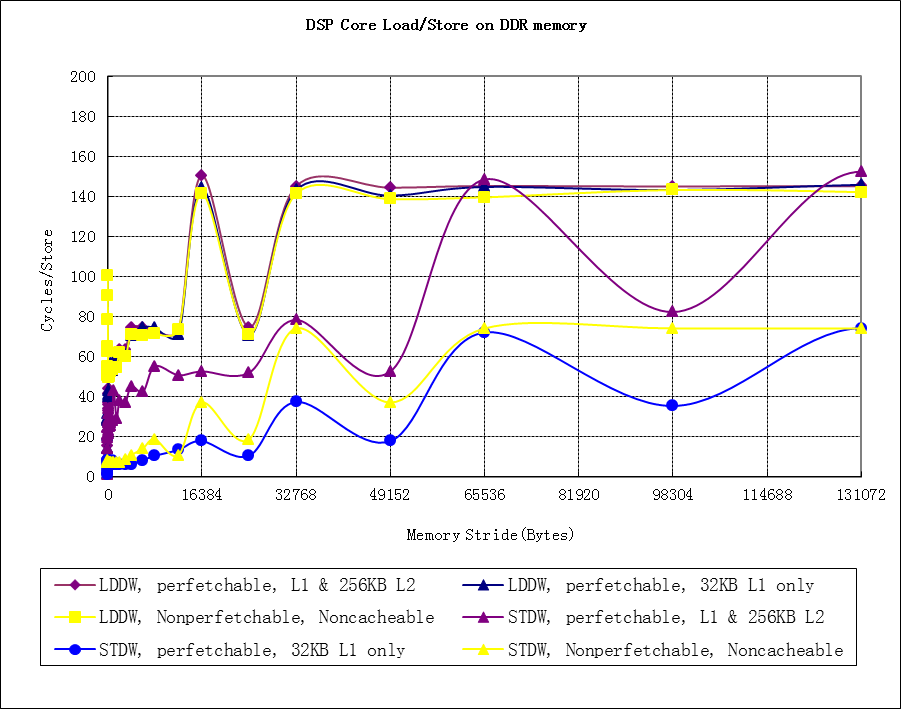 DSP Core Load/Store on DDR memory
200
180
160
140
120
100
80
60
40
20
0
Cycles/Store
0 16384 32768 49152 65536 81920 98304 114688 131072
Memory Stride(Bytes)
LDDW, perfetchable, L1 & 256KB L2 LDDW, perfetchable, 32KB L1 only
LDDW, Nonperfetchable, Noncacheable STDW, perfetchable, L1 & 256KB L2
STDW, perfetchable, 32KB L1 only STDW, Nonperfetchable, Noncacheable